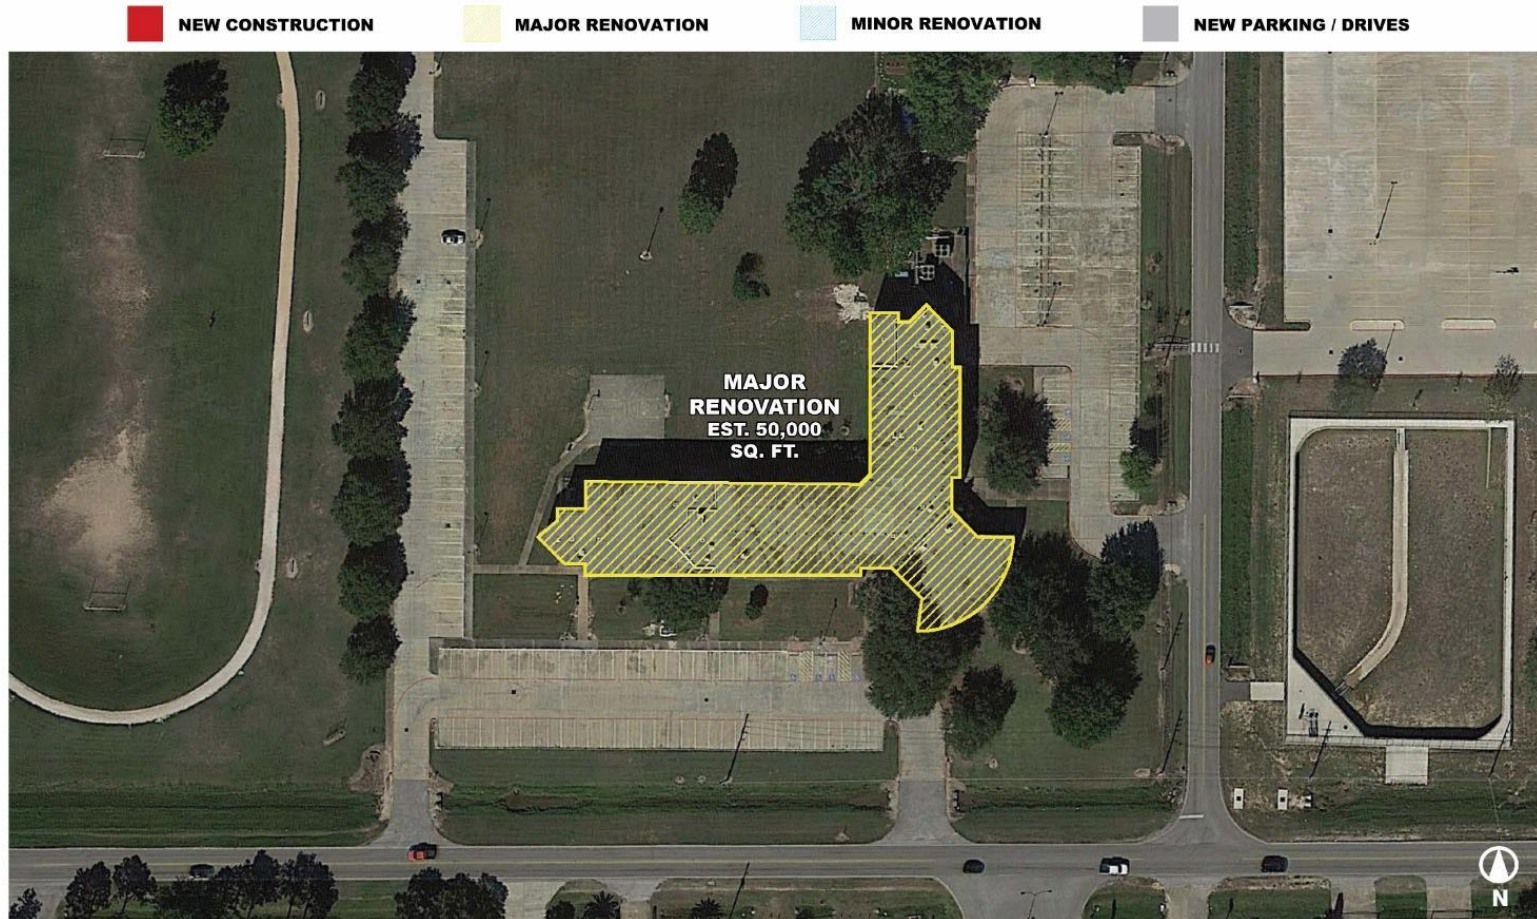 NEW CONSTRUCTION
MAJOR RENOVATION
MINOR RENOVATION
NEW PARKING / DRIVES
MAJOR
RENOVATION
EST. 50,000
SQ. FT.
N